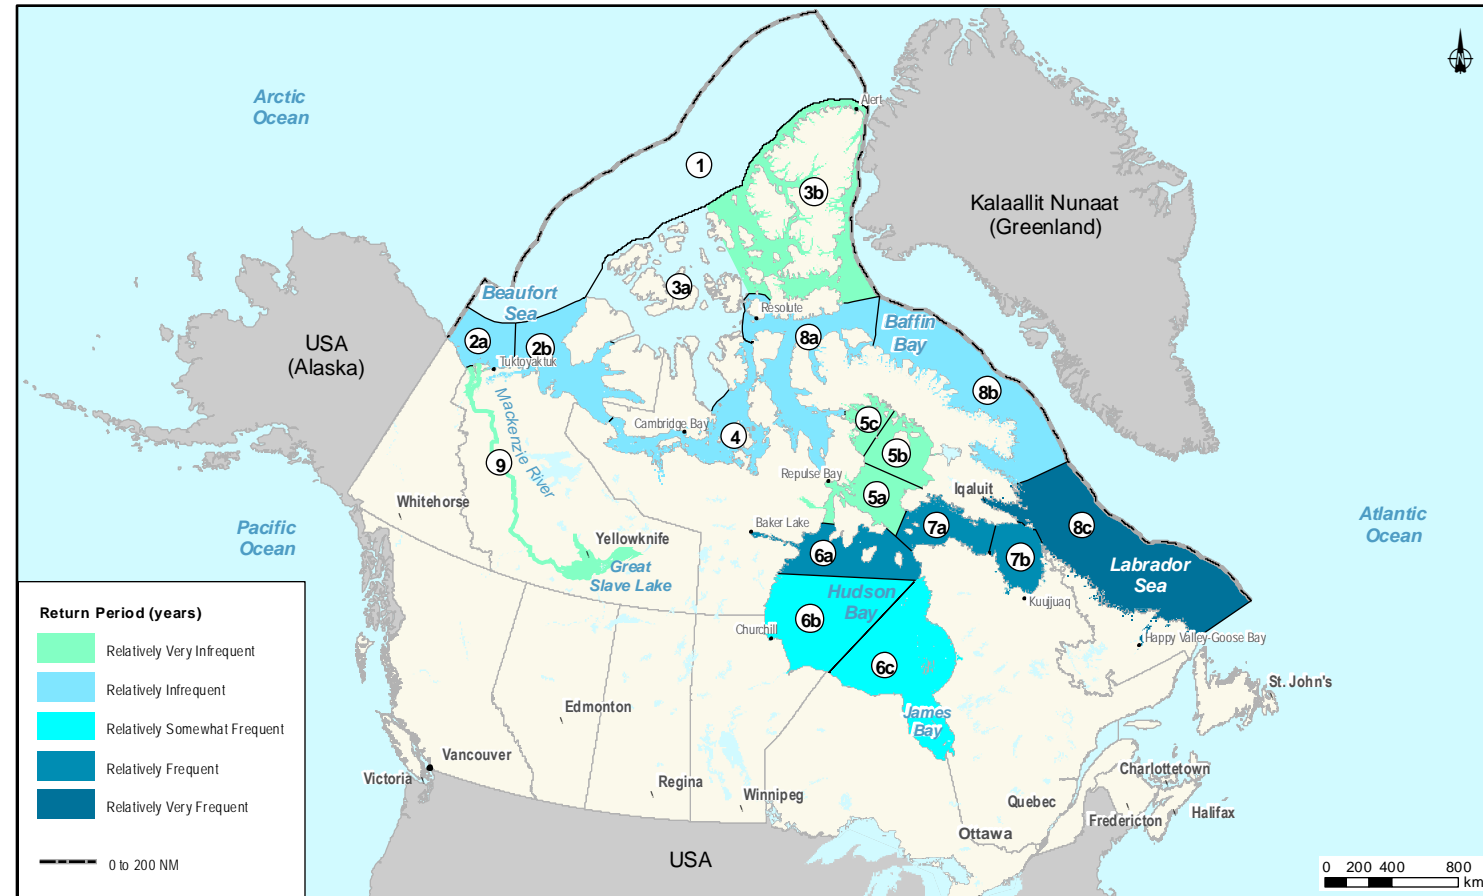 Arctic
Ocean
Alert
1
3b
Kalaallit Nunaat
(Greenland)
3a
Beaufort
Sea
Resolute
Baffin
Bay
USA
(Alaska)
2a
2b
8a
Tuktoyaktuk
8b
Mackenzie River
Cambridge Bay
4
5c
5b
9
Repulse Bay
5a
Iqaluit
Whitehorse
Pacific
Ocean
Baker Lake
7a
8c
Atlantic
Ocean
Yellowknife
6a
7b
Great
Slave Lake
Labrador
Sea
Hudson
Bay
Kuujjuaq
6b
Churchill
Happy Valley-Goose Bay
6c
St. John's
Edmonton
James
Bay
Vancouver
Victoria
Regina
Winnipeg
Charlottetown
Quebec
Halifax
Fredericton
Ottawa
USA
Return Period (years)
Relatively Very Infrequent
Relatively Infrequent
Relatively Somewhat Frequent
Relatively Frequent
Relatively Very Frequent
0 to 200 NM
0 200 400 800
km